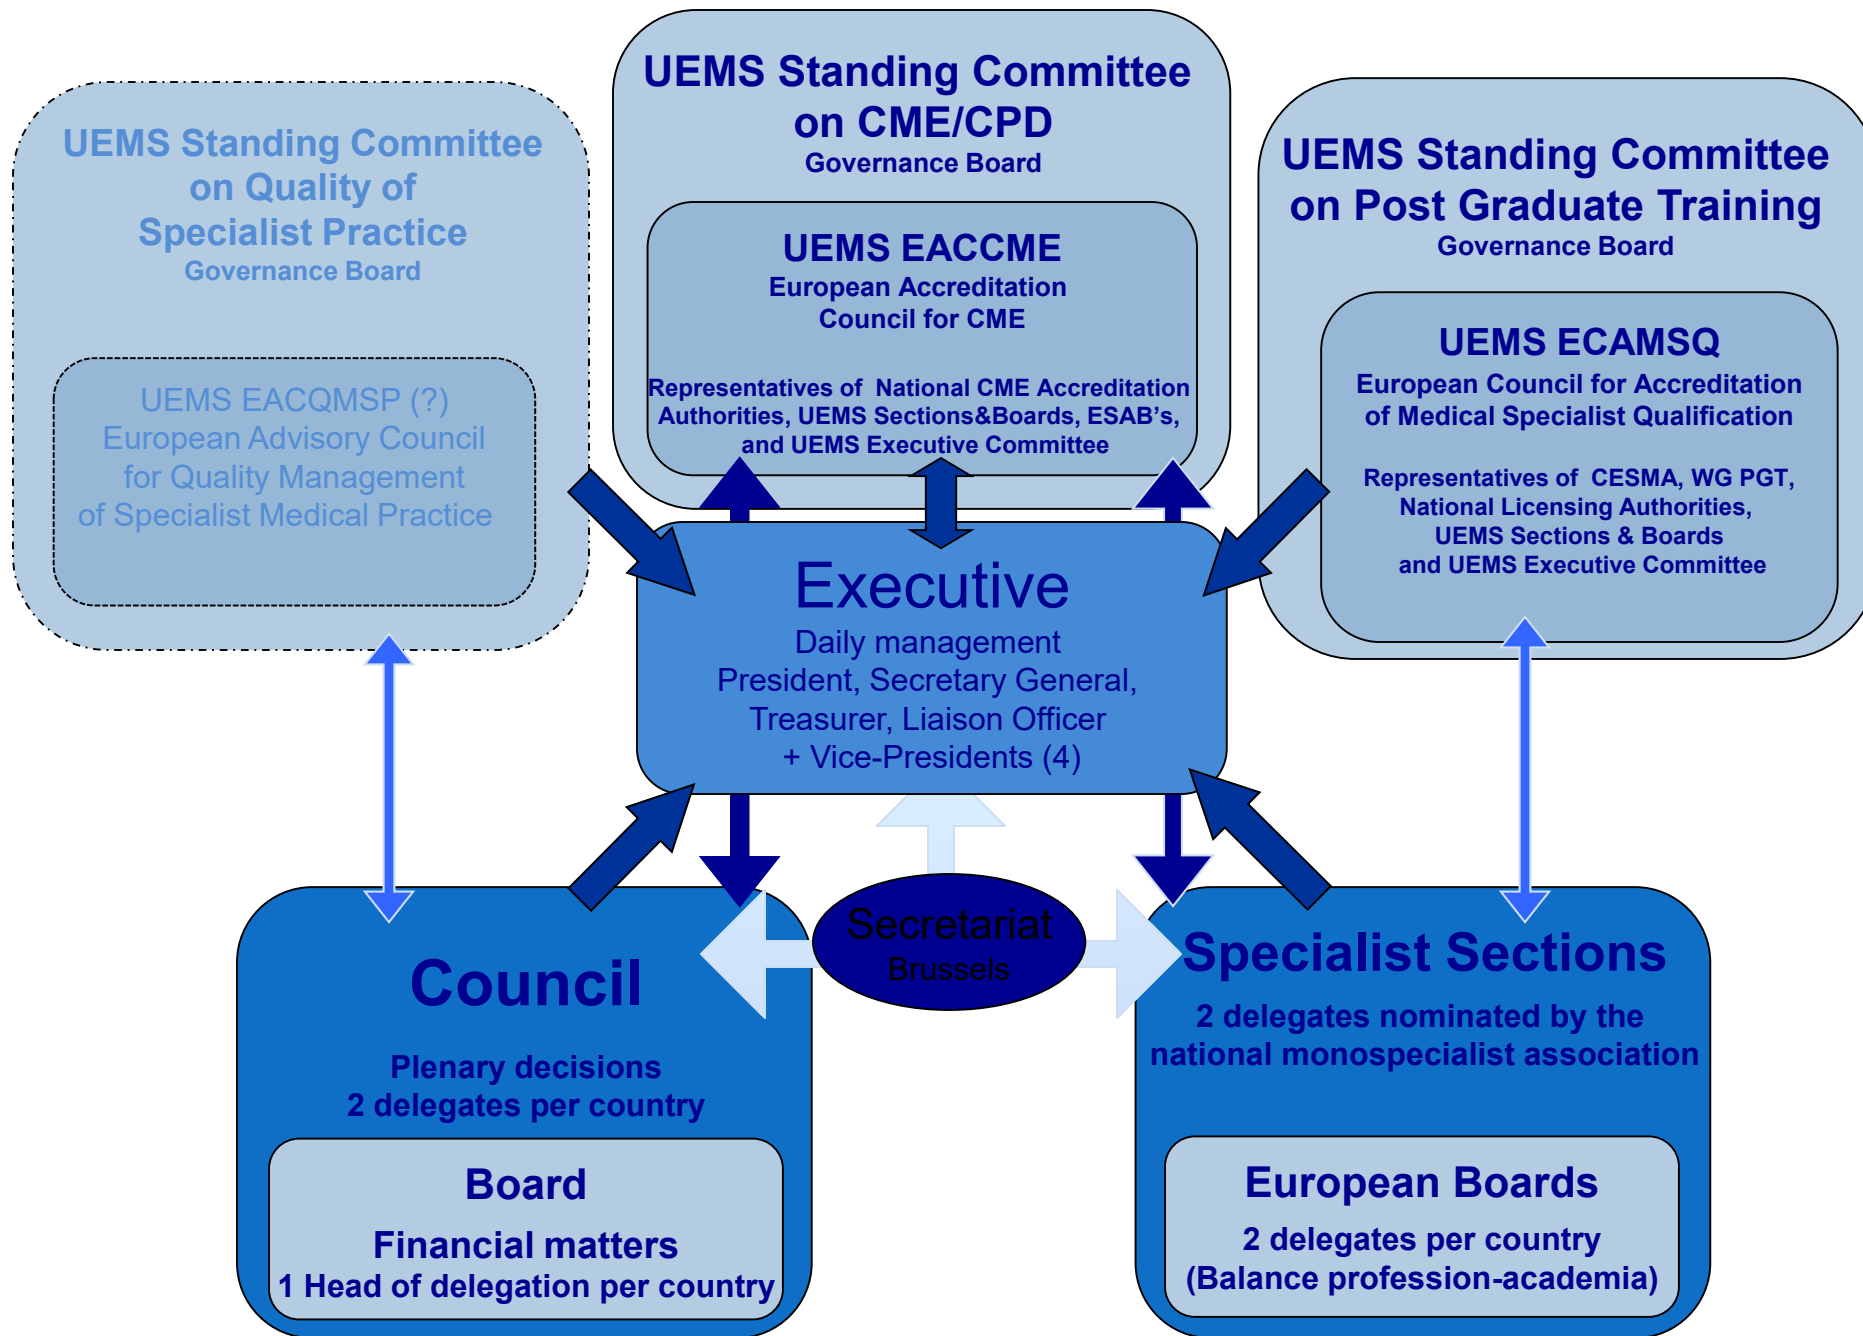 UEMS Standing Committee
on Quality of
Specialist Practice
Governance Board
UEMS EACQMSP (?)
European Advisory Council
for Quality Management
of Specialist Medical Practice
UEMS Standing Committee
on CME/CPD
Governance Board
UEMS EACCME
European Accreditation
Council for CME
Representatives of National CME Accreditation
Authorities, UEMS Sections&Boards, ESAB's,
and UEMS Executive Committee
UEMS Standing Committee
on Post Graduate Training
Governance Board
UEMS ECAMSQ
European Council for Accreditation
of Medical Specialist Qualification
Representatives of CESMA, WG PGT,
National Licensing Authorities,
UEMS Sections & Boards
and UEMS Executive Committee
Executive
Daily management
President, Secretary General,
Treasurer, Liaison Officer
+ Vice-Presidents (4)
Secretariat
Brussels
Council
Plenary decisions
2 delegates per country
Board
Financial matters
1 Head of delegation per country
Specialist Sections
2 delegates nominated by the
national monospecialist association
European Boards
2 delegates per country
(Balance profession-academia)